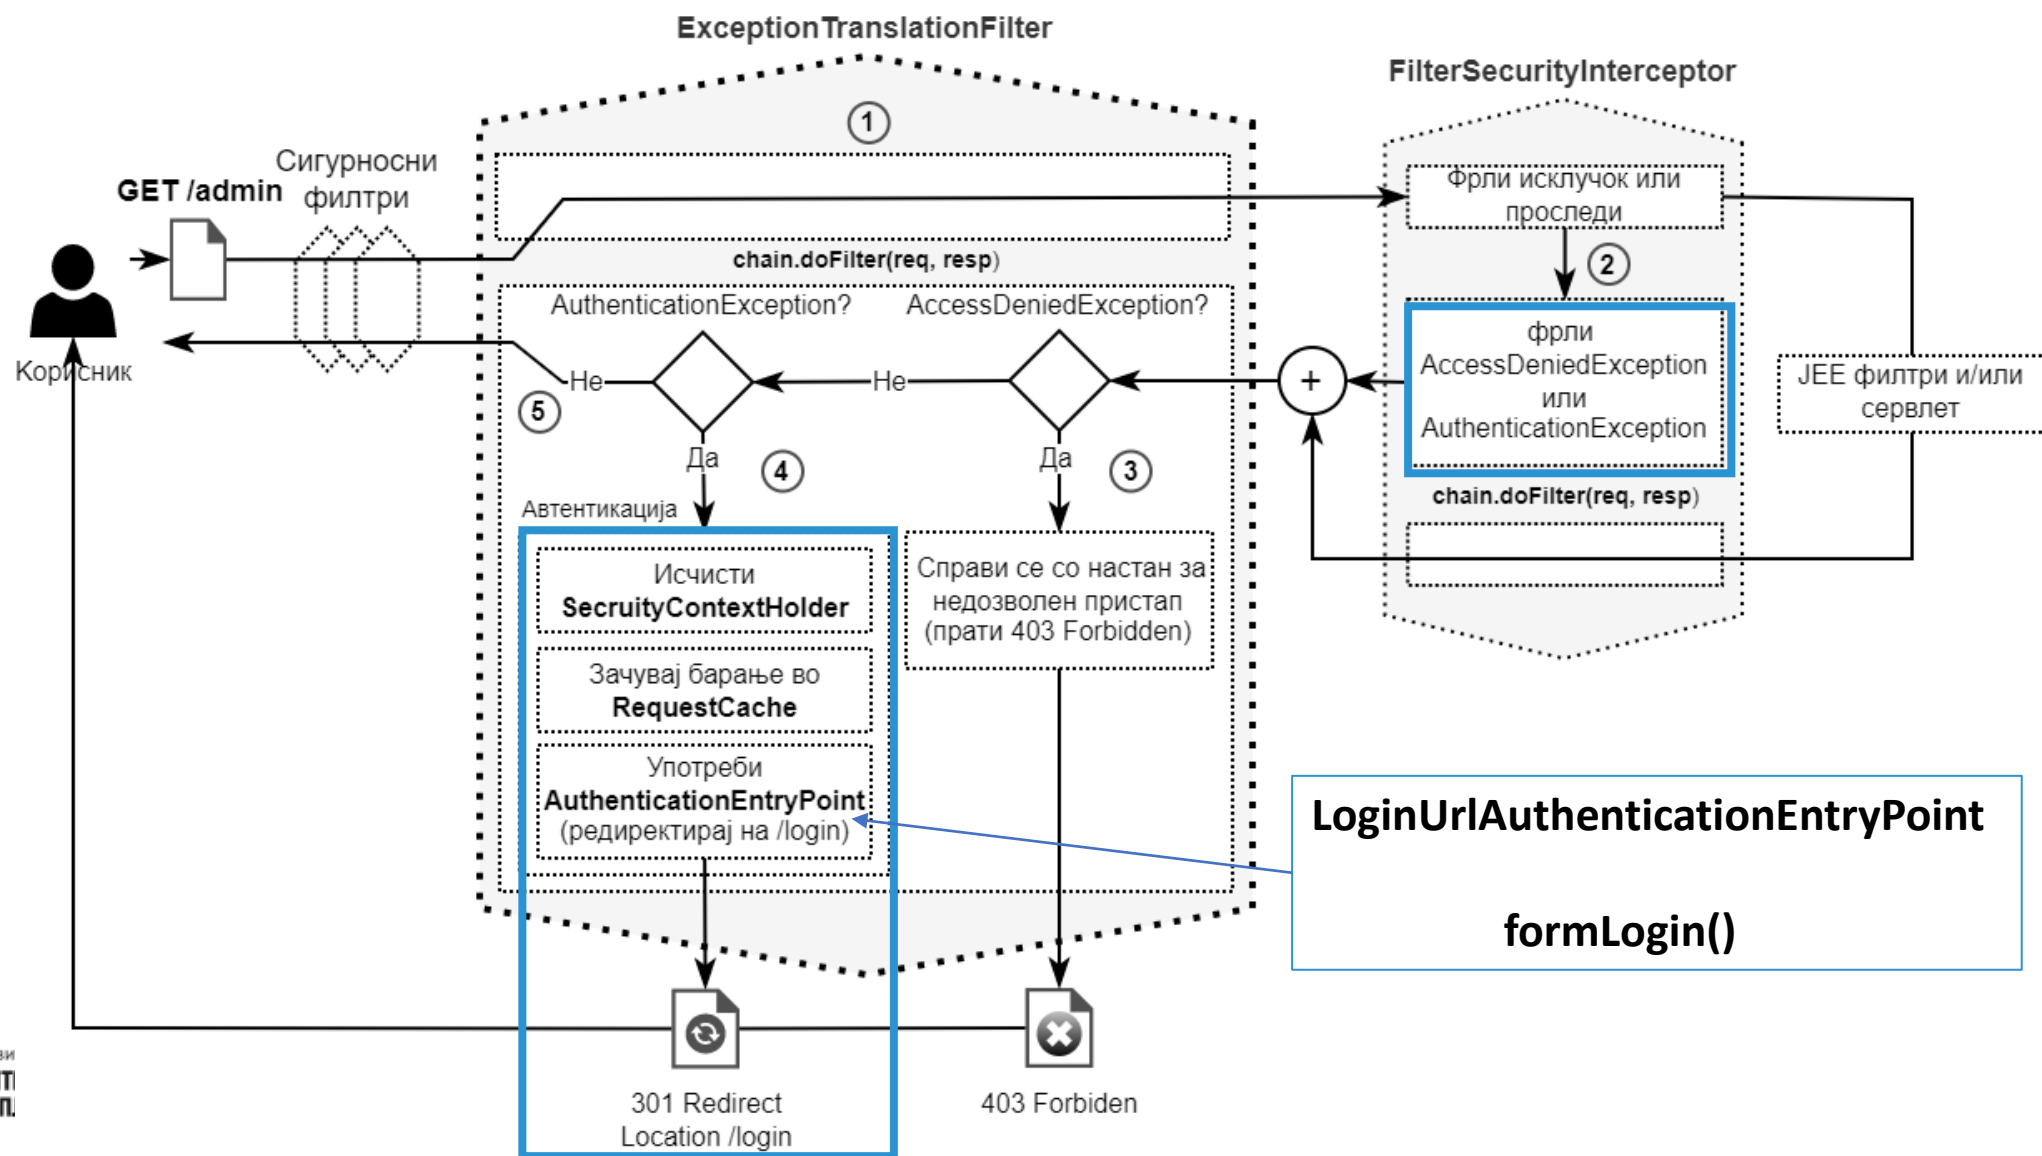 ExceptionTranslationFilter
FilterSecurityInterceptor
1
Сигурносни
филтри
GET /admin
Фрли исклучок или
проследи
chain.doFilter(req, resp)
2
AuthenticationException?
AccessDeniedException?
фрли
AccessDeniedException
или
AuthenticationException
Корисник
Не
Не
+
ЈЕЕ филтри и/или
сервлет
5
Да
4
Да
3
chain.doFilter(req, resp)
Автентикација
Исчисти
SecruityContextHolder
Справи се со настан за
недозволен пристап
(прати 403 Forbidden)
Зачувај барање во
RequestCache
Употреби
AuthenticationEntryPoint
(редиректирај на /login)
LoginUrlAuthenticationEntryPoint
formLogin()
301 Redirect
Location /login
403 Forbiden